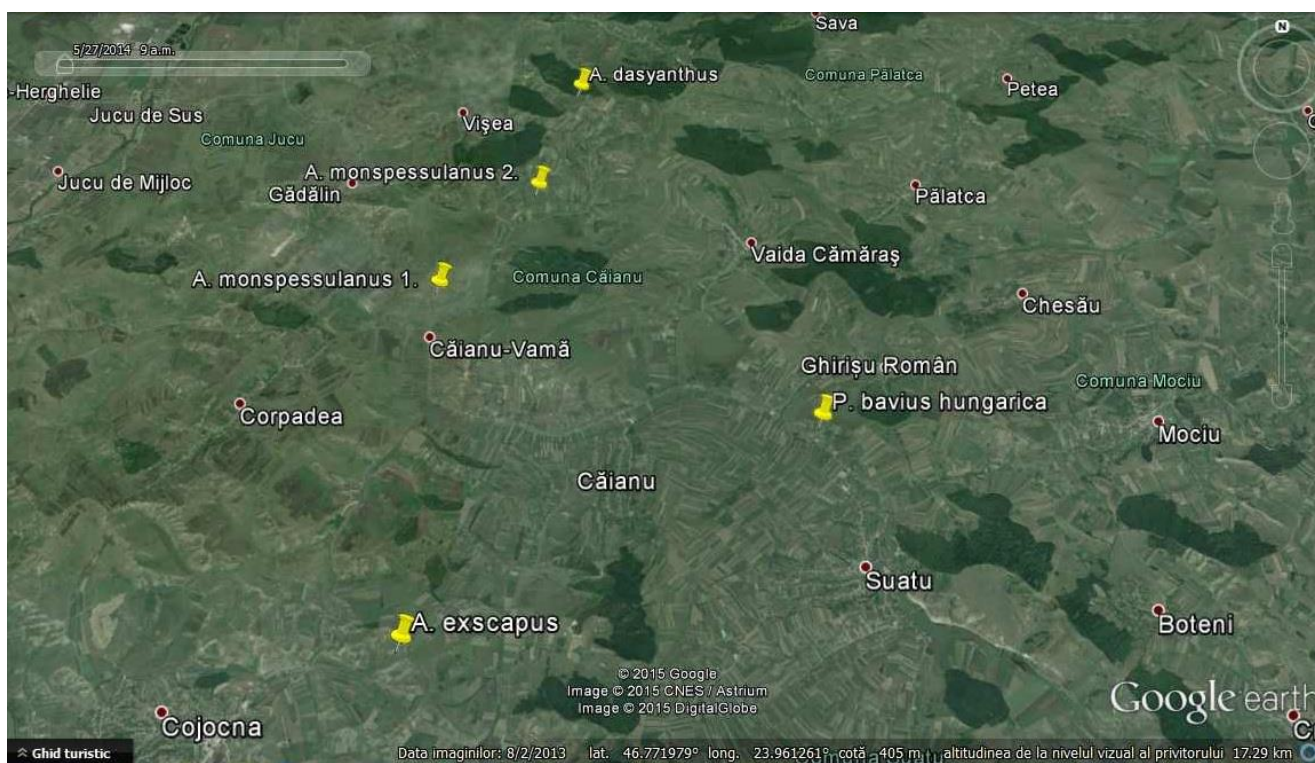 5/27/2014 9 a.m.
Sava
A. dasyanthus
Comuna Pălatca
Petea
-Herghelie
Jucu de Sus
Vişea
Comuna Jucu
Jucu de Mijloc
A. monspessulanus 2.
Gădălin
Pălatca
Vaida Cămăraş
A. monspessulanus 1.
Comuna Căianu
Chesău
Căianu-Vamă
Ghirişu Român
Comuna Mociu
P. bavius hungarica
Corpadea
Mociu
Căianu
Suatu
A. exscapus
Boteni
© 2015 Google
Image © 2015 CNES / Astrium
Image © 2015 DigitalGlobe
Google earth
Cojocna
Ghid turistic
Data imaginilor: 8/2/2013 lat. 46.771979° long. 23.961261° cotă 405 m altitudinea de la nivelul vizual al privitorului 17.29 km
N